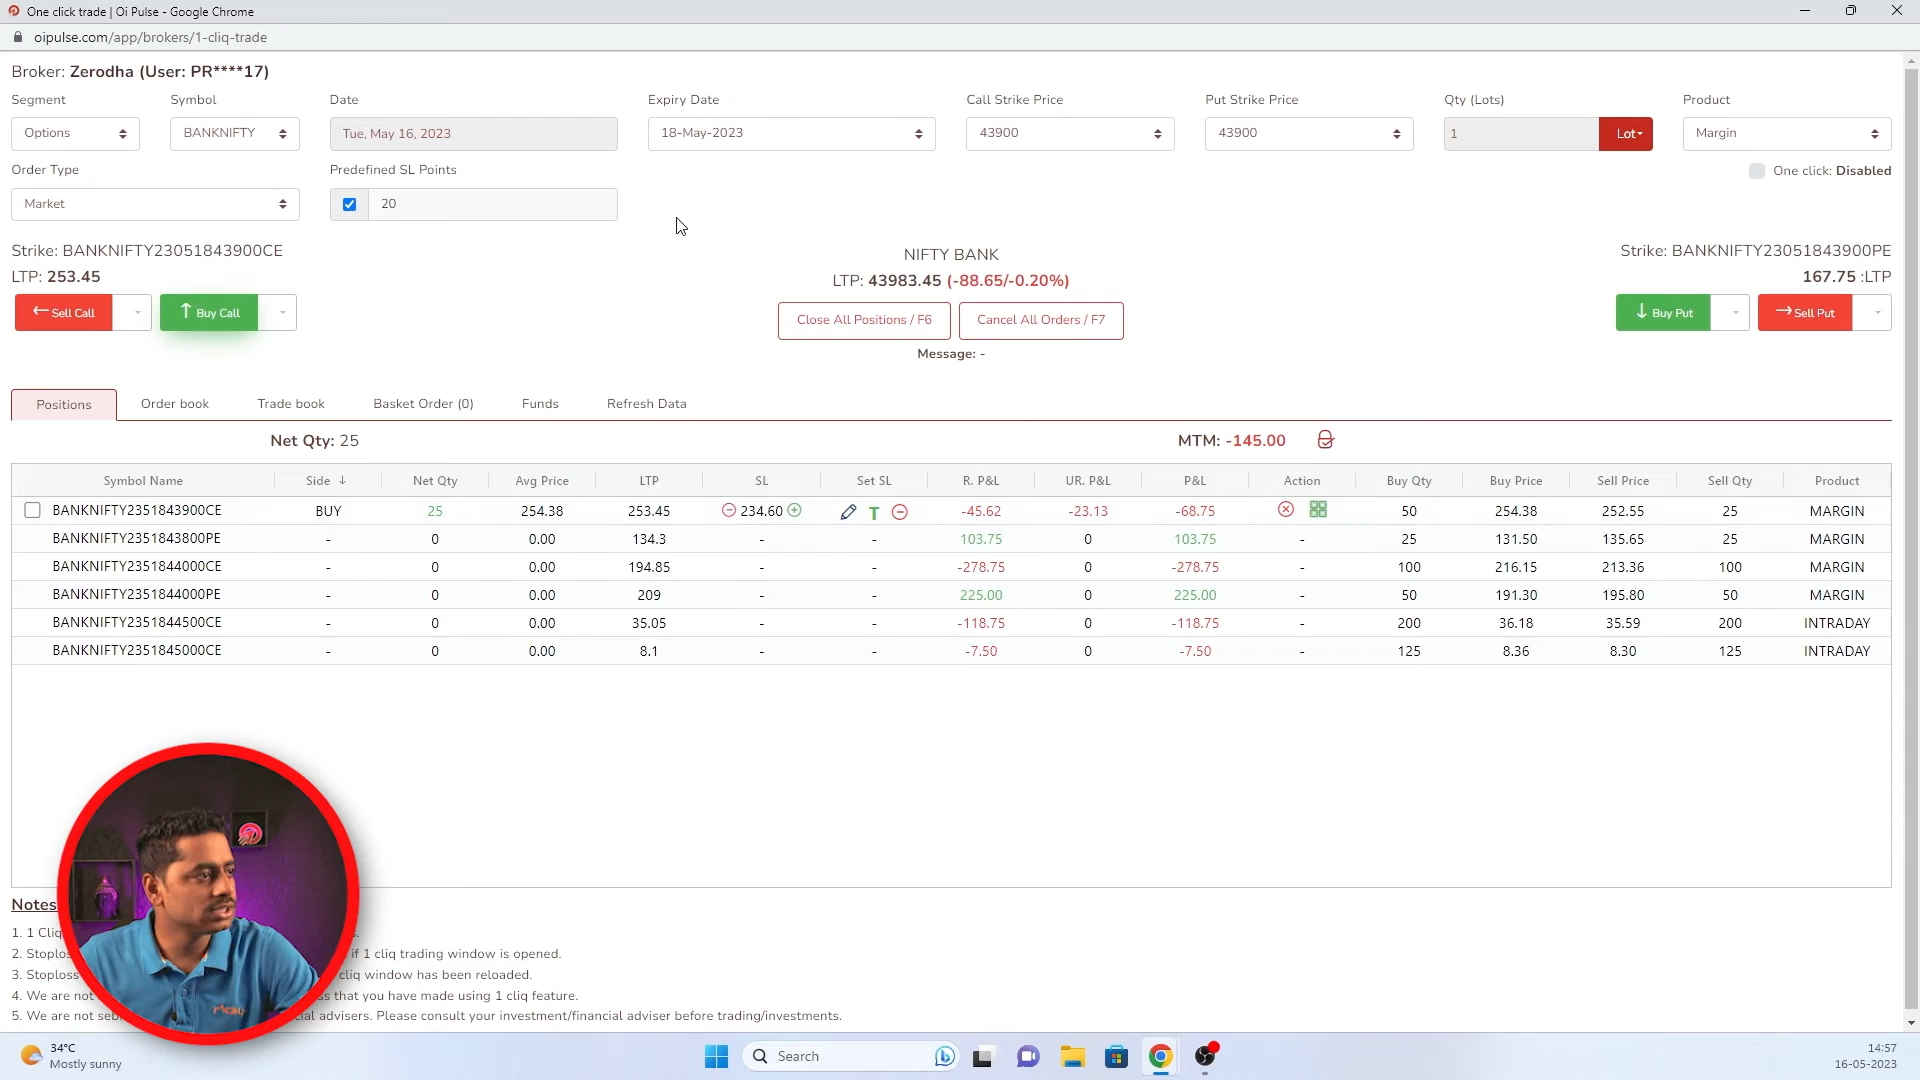 One click trade | Oi Pulse - Google Chrome
oipulse.com/app/brokers/1-cliq-trade
Broker: Zerodha (User: PR****17)
Segment Symbol Date Expiry Date Call Strike Price Put Strike Price Qty (Lots) Product
Options BANKNIFTY Tue, May 16, 2023 18-May-2023 43900 43900 1 Lot Margin
Order Type Predefined SL Points One click: Disabled
Market 20
Strike: BANKNIFTY23051843900CE NIFTY BANK Strike: BANKNIFTY23051843900PE
LTP: 253.45 LTP: 43983.45 (-88.65/-0.20%) 167.75 :LTP
Sell Call Buy Call Close All Positions / F6 Cancel All Orders / F7 Buy Put Sell Put
Message: -
Positions Order book Trade book Basket Order (0) Funds Refresh Data
Net Qty: 25 MTM: -145.00
Symbol Name Side Net Qty Avg Price LTP SL Set SL R. P&L UR. P&L P&L Action Buy Qty Buy Price Sell Price Sell Qty Product
BANKNIFTY2351843900CE BUY 25 254.38 253.45 234.60 T -45.62 -23.13 -68.75 50 254.38 252.55 25 MARGIN
BANKNIFTY2351843800PE - 0 0.00 134.3 - - 103.75 0 103.75 - 25 131.50 135.65 25 MARGIN
BANKNIFTY2351844000CE - 0 0.00 194.85 - - -278.75 0 -278.75 - 100 216.15 213.36 100 MARGIN
BANKNIFTY2351844000PE - 0 0.00 209 - - 225.00 0 225.00 - 50 191.30 195.80 50 MARGIN
BANKNIFTY2351844500CE - 0 0.00 35.05 - - -118.75 0 -118.75 - 200 36.18 35.59 200 INTRADAY
BANKNIFTY2351845000CE - 0 0.00 8.1 - - -7.50 0 -7.50 - 125 8.36 8.30 125 INTRADAY
Notes
1. 1 Cliq
2. if 1 cliq trading window is opened.
3. Stoploss cliq window has been reloaded.
4. We are not that you have made using 1 cliq feature.
5. We are not advisers. Please consult your investment/financial adviser before trading/investments.
34°C
Mostly sunny
Search
14:57
16-05-2023